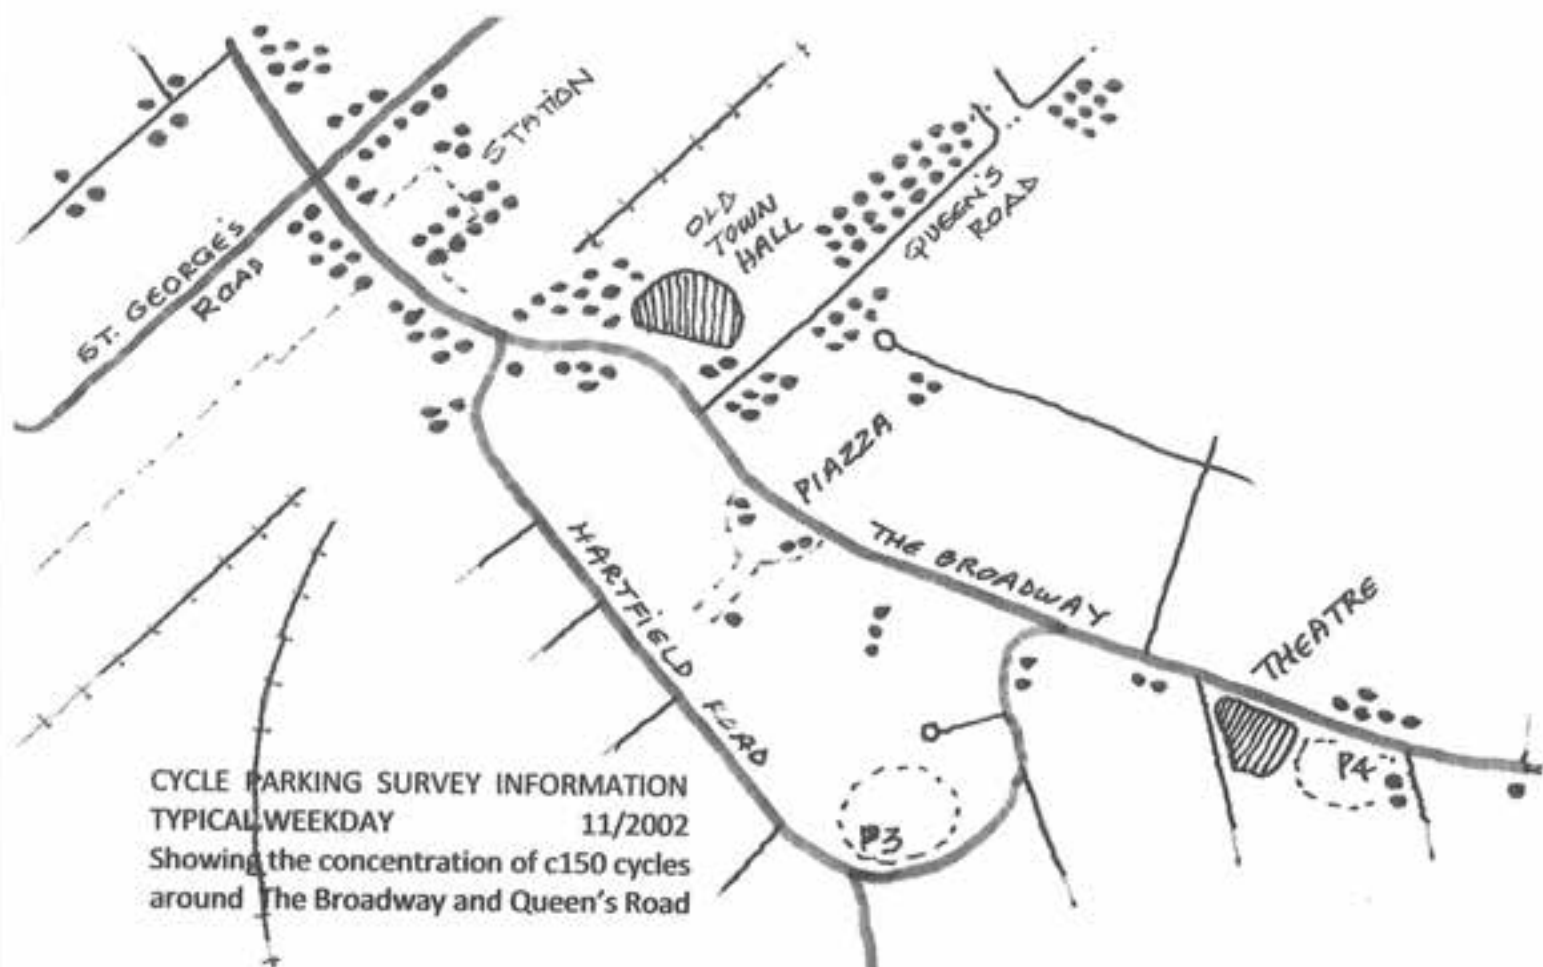 STATION
ST. GEORGE'S
ROAD
OLD
TOWN
HALL
QUEEN'S
ROAD
PIAZZA
THE BROADWAY
HARTFIELD ROAD
THEATRE
P4
P3
CYCLE PARKING SURVEY INFORMATION
TYPICAL WEEKDAY 11/2002
Showing the concentration of c150 cycles
around The Broadway and Queen's Road